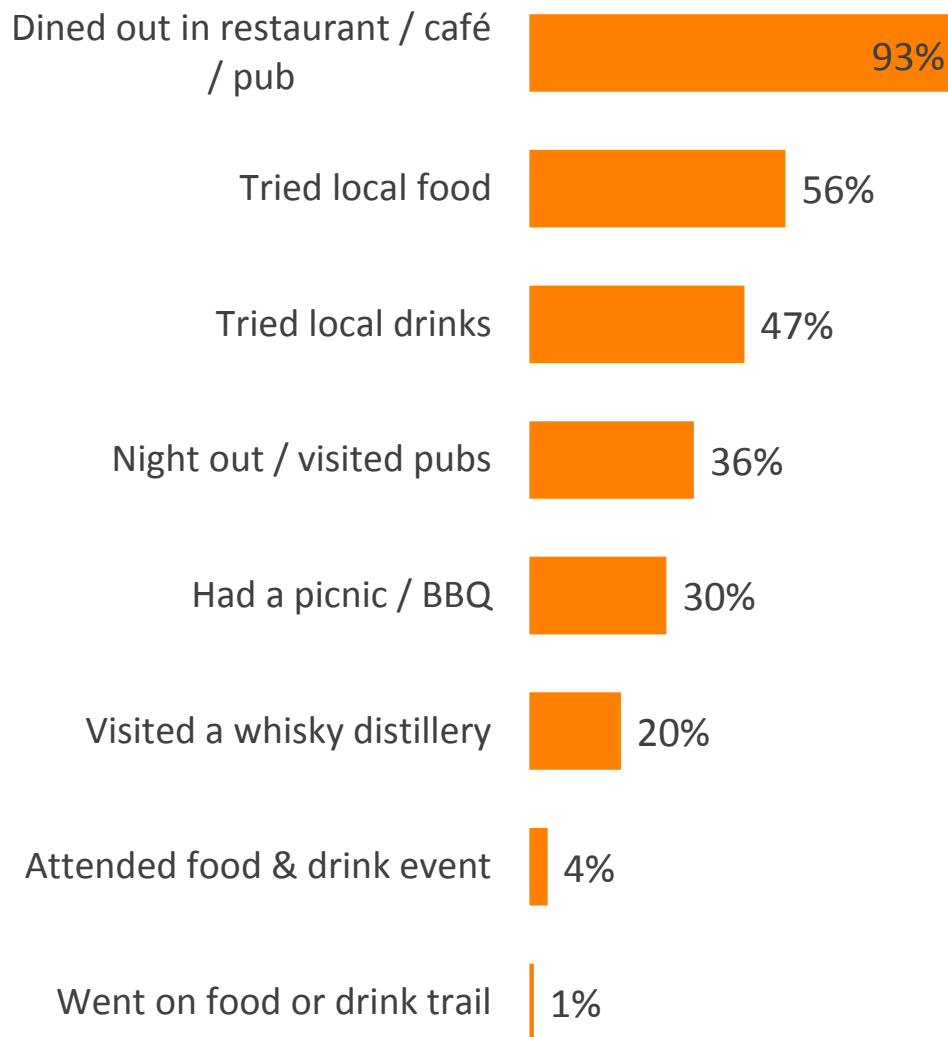 Dined out in restaurant / café
/ pub
93%
Tried local food
56%
Tried local drinks
47%
Night out / visited pubs
36%
Had a picnic / BBQ
30%
Visited a whisky distillery
20%
Attended food & drink event
4%
Went on food or drink trail
1%